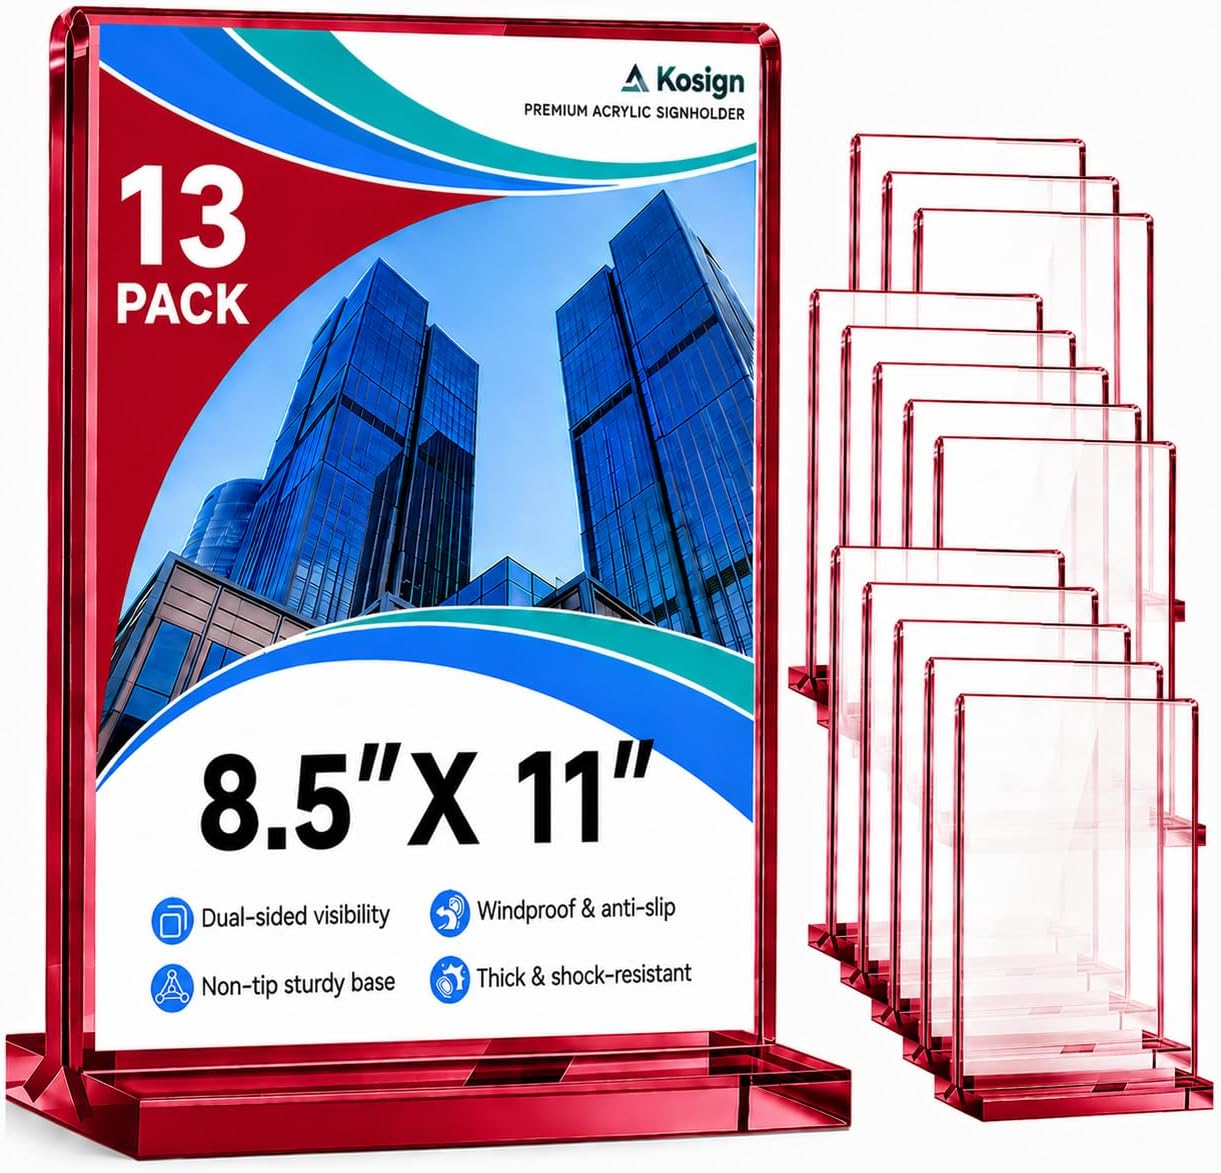 Kosign
PREMIUM ACRYLIC SIGNHOLDER
13
PACK
8.5"X 11"
Dual-sided visibility
Windproof & anti-slip
Non-tip sturdy base
Thick & shock-resistant